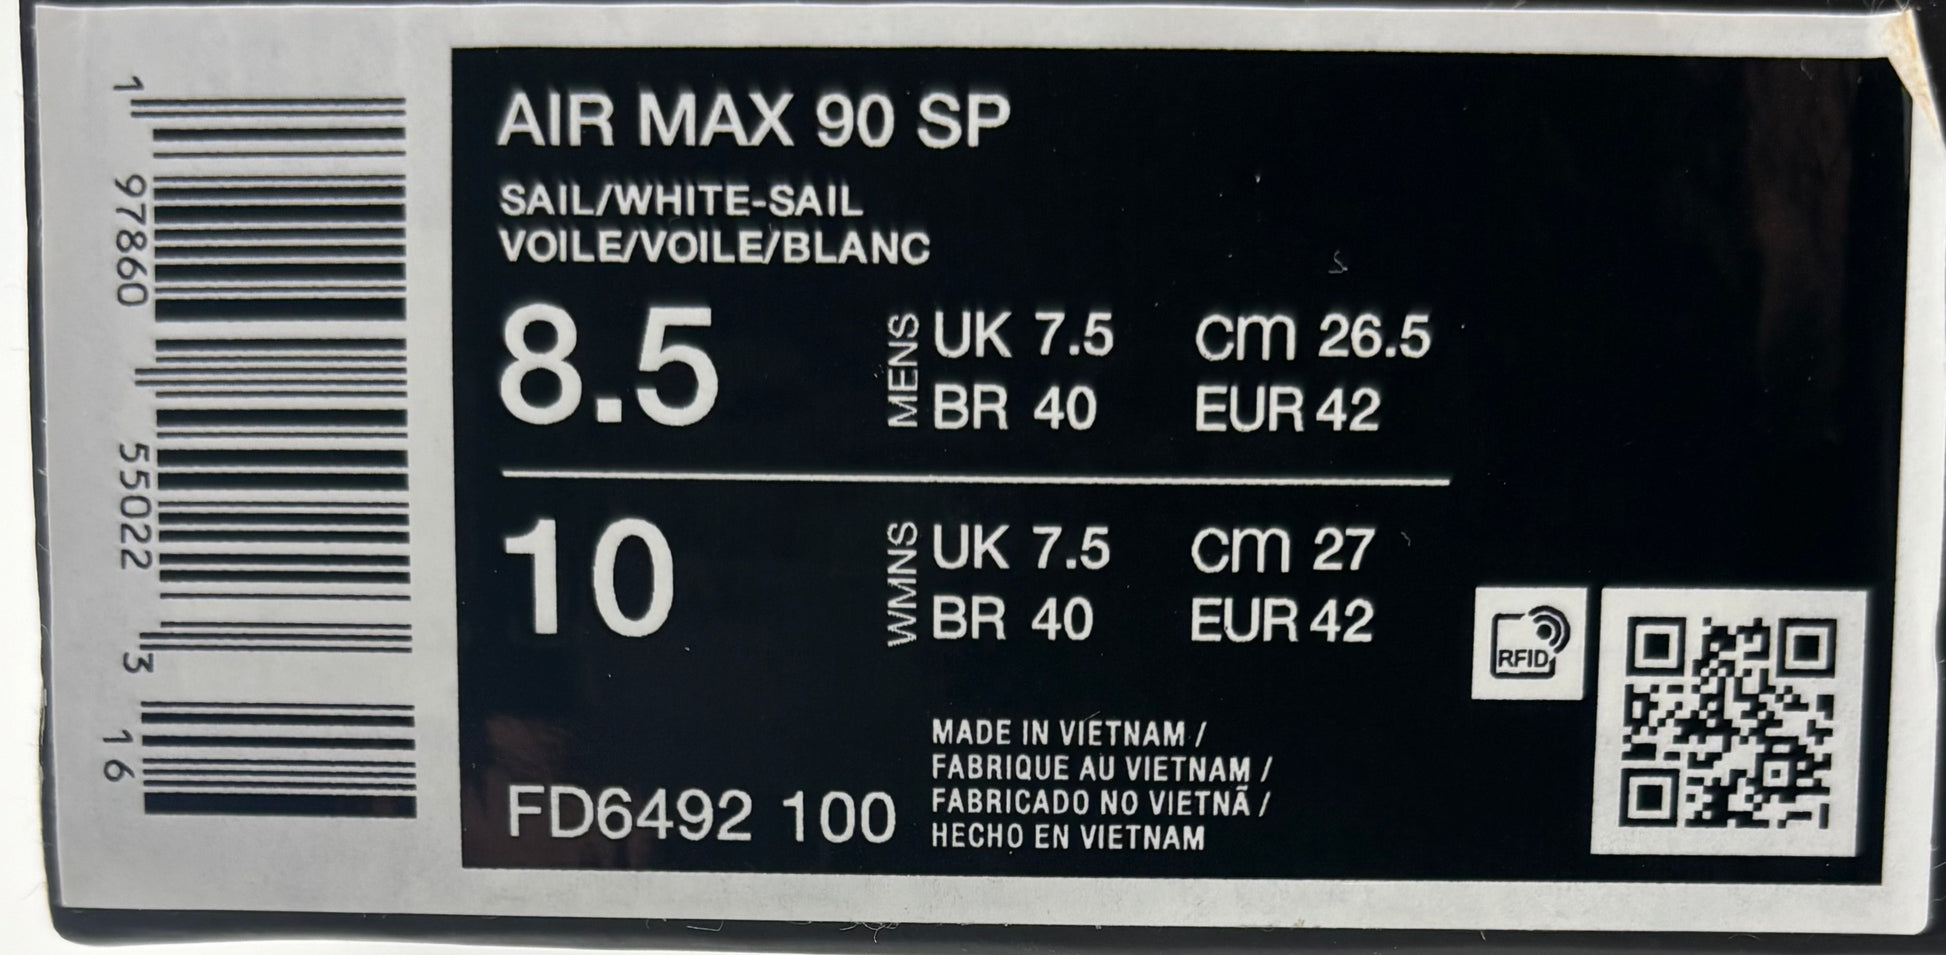 1 97860 55022 3 16
AIR MAX 90 SP
SAIL/WHITE-SAIL
VOILE/VOILE/BLANC
8.5 MENS UK 7.5 cm 26.5
BR 40 EUR 42
10 WMNS UK 7.5 cm 27
BR 40 EUR 42
RFID
FD6492 100
MADE IN VIETNAM /
FABRIQUE AU VIETNAM /
FABRICADO NO VIETNÃ /
HECHO EN VIETNAM